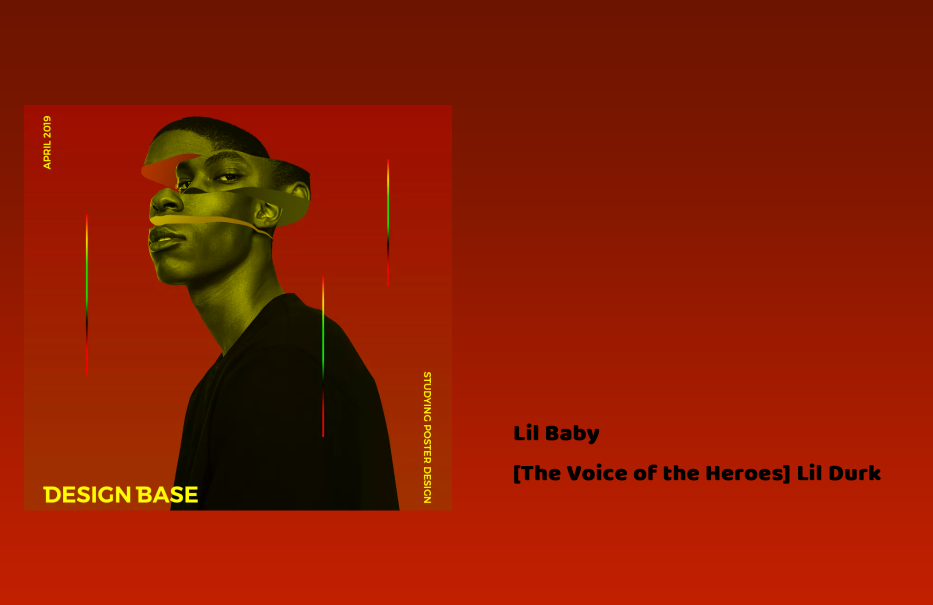 APRIL 2019
STUDYING POSTER DESIGN
DESIGN BASE
Lil Baby
[The Voice of the Heroes] Lil Durk